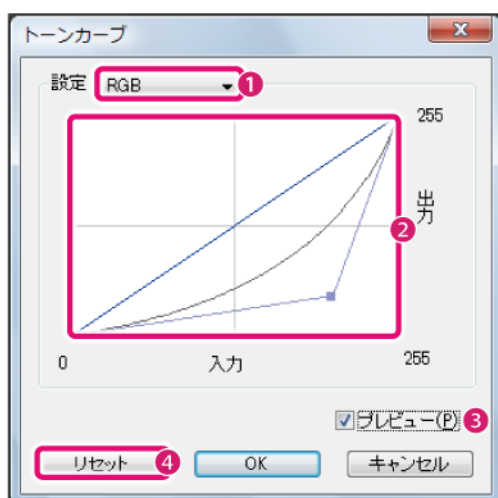 トーンカーブ
設定 RGB 1
255
出力
2
0 入力 255
プレビュー(P) 3
リセット 4 OK キャンセル